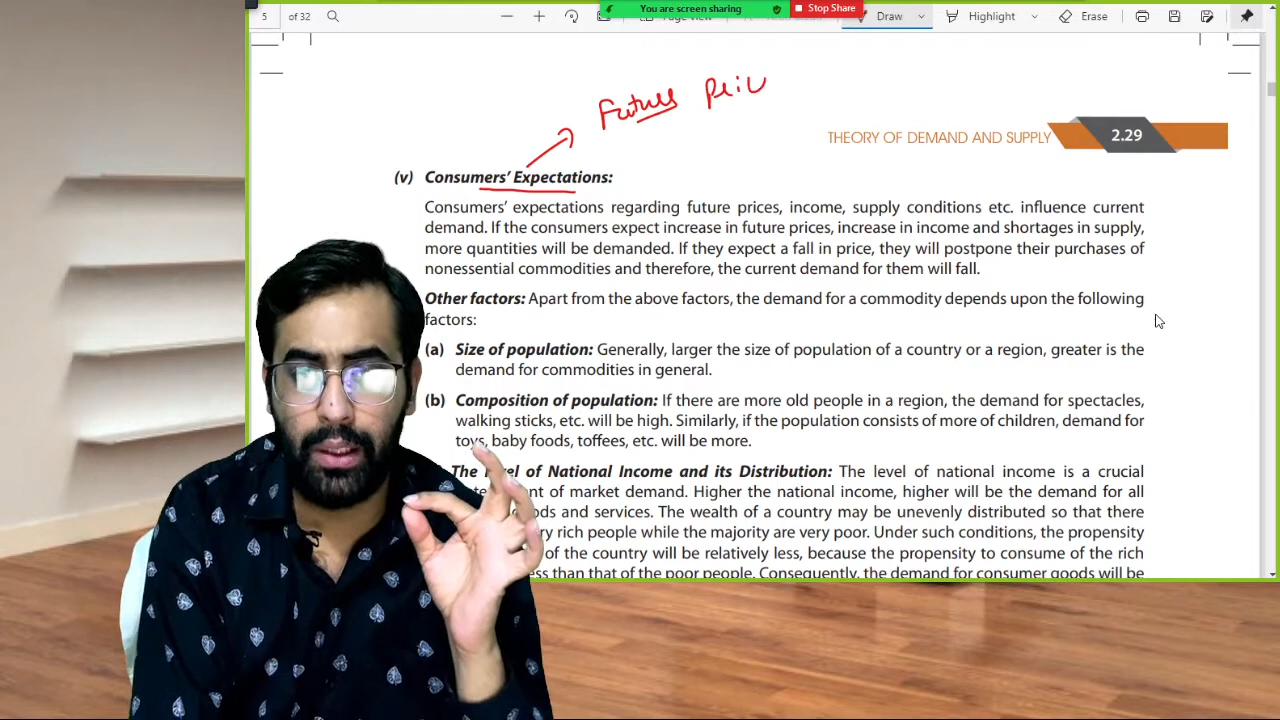 5 of 32
You are screen sharing
Stop Share
Draw
Highlight
Erase
Future
THEORY OF DEMAND AND SUPPLY 2.29
(v) Consumers’ Expectations:
Consumers’ expectations regarding future prices, income, supply conditions etc. influence current
demand. If the consumers expect increase in future prices, increase in income and shortages in supply,
more quantities will be demanded. If they expect a fall in price, they will postpone their purchases of
nonessential commodities and therefore, the current demand for them will fall.
Other factors: Apart from the above factors, the demand for a commodity depends upon the following
factors:
(a) Size of population: Generally, larger the size of population of a country or a region, greater is the
demand for commodities in general.
(b) Composition of population: If there are more old people in a region, the demand for spectacles,
walking sticks, etc. will be high. Similarly, if the population consists of more of children, demand for
toys, baby foods, toffees, etc. will be more.
The level of National Income and its Distribution: The level of national income is a crucial
of market demand. Higher the national income, higher will be the demand for all
and services. The wealth of a country may be unevenly distributed so that there
rich people while the majority are very poor. Under such conditions, the propensity
of the country will be relatively less, because the propensity to consume of the rich
less than that of the poor people. Consequently, the demand for consumer goods will be